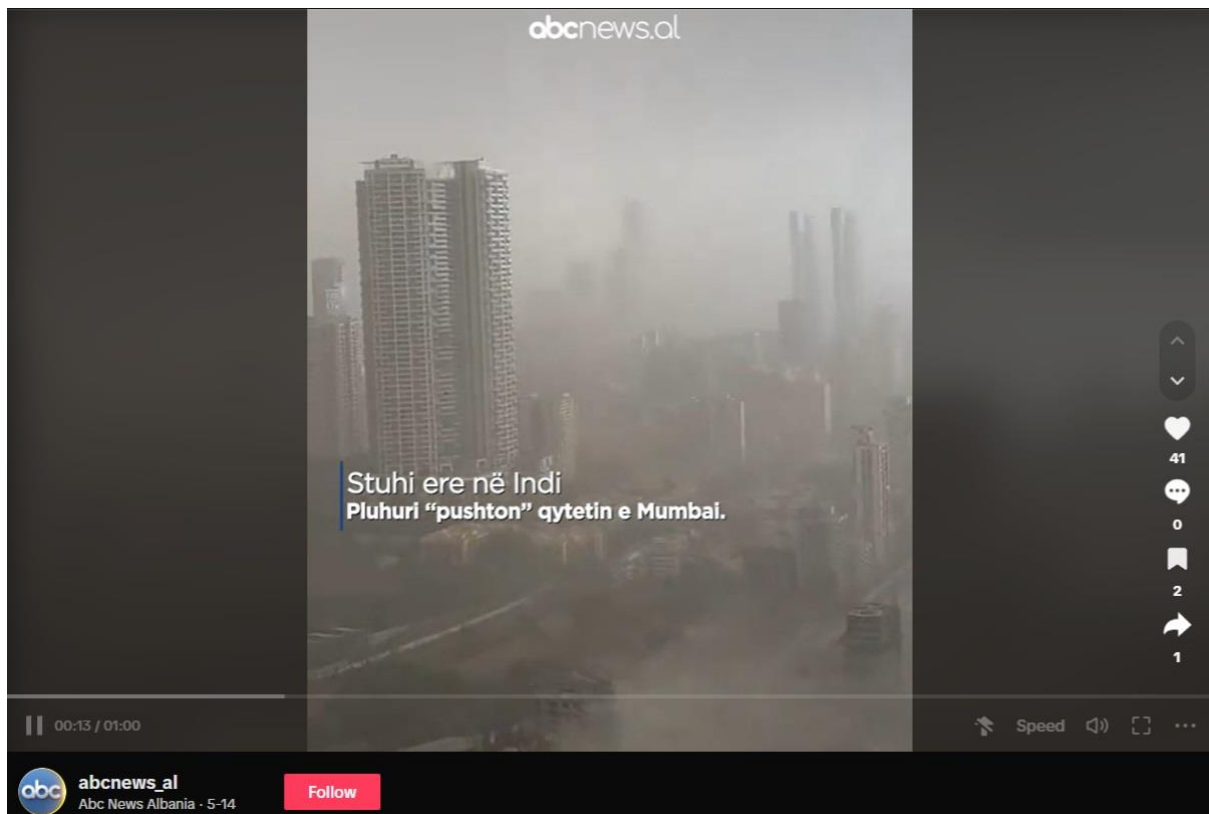 abcnews.al
Stuhi ere në Indi
Pluhuri “pushton” qytetin e Mumbai.
41
0
2
1
00:13 / 01:00
Speed
abc
abcnews_al
Abc News Albania · 5-14
Follow